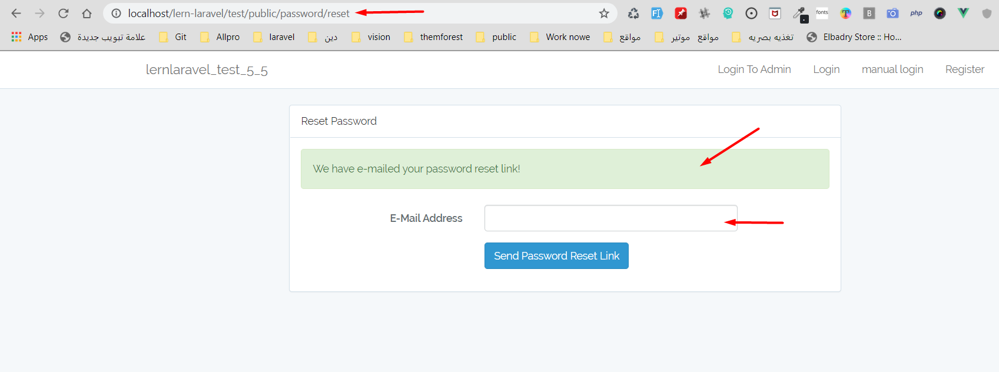 localhost/lern-laravel/test/public/password/reset
fonts B php
Apps علامة تبويب جديدة Git Allpro laravel دين vision themforest public Work nowe مواقع مواقع موتير تغذيه بصريه Elbadry Store :: Ho...
lernlaravel_test_5_5 Login To Admin Login manual login Register
Reset Password
We have e-mailed your password reset link!
E-Mail Address
Send Password Reset Link